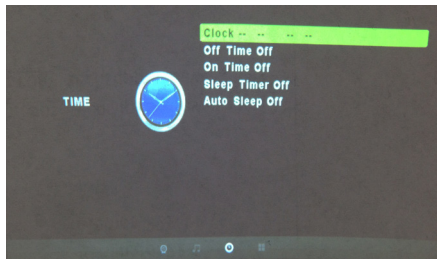 Clock -- -- -- --
Off Time Off
On Time Off
Sleep Timer Off
TIME
Auto Sleep Off